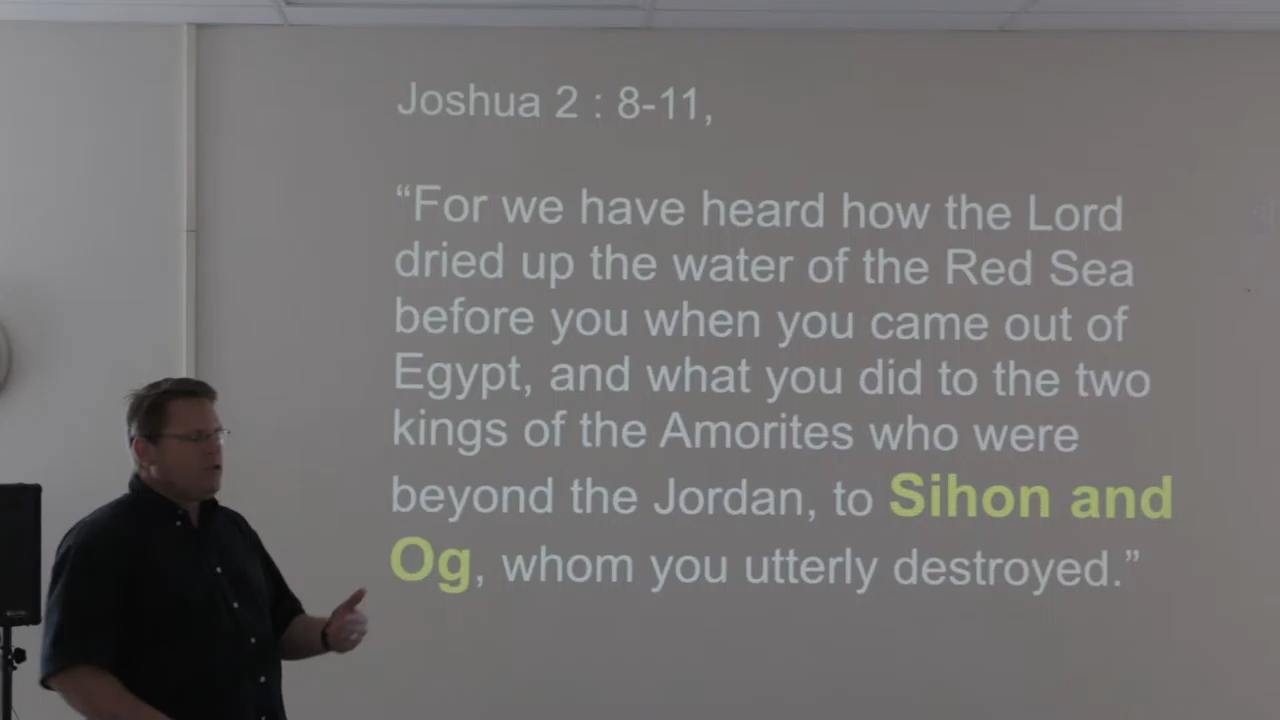 Joshua 2 : 8-11,
“For we have heard how the Lord
dried up the water of the Red Sea
before you when you came out of
Egypt, and what you did to the two
kings of the Amorites who were
beyond the Jordan, to Sihon and
Og, whom you utterly destroyed.”